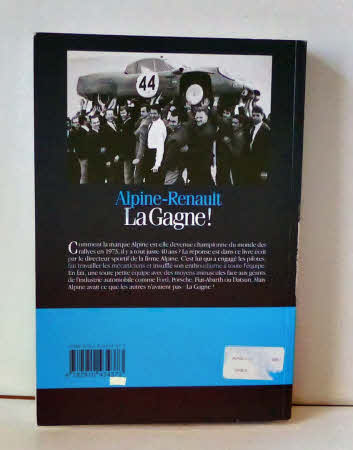 44
Alpine-Renault
La Gagne !
Comment la marque Alpine est-elle devenue championne du monde des
rallyes en 1973, il y a tout juste 40 ans ? La réponse est dans ce livre écrit
par le directeur sportif de la firme Alpine. C'est lui qui a engagé les pilotes,
fait travailler les mécaniciens et insufflé son enthousiasme à toute l'équipe.
En fait, une toute petite équipe avec des moyens minuscules face aux géants
de l'industrie automobile comme Ford, Porsche, Fiat-Abarth ou Datsun. Mais
Alpine avait ce que les autres n'avaient pas : La Gagne !